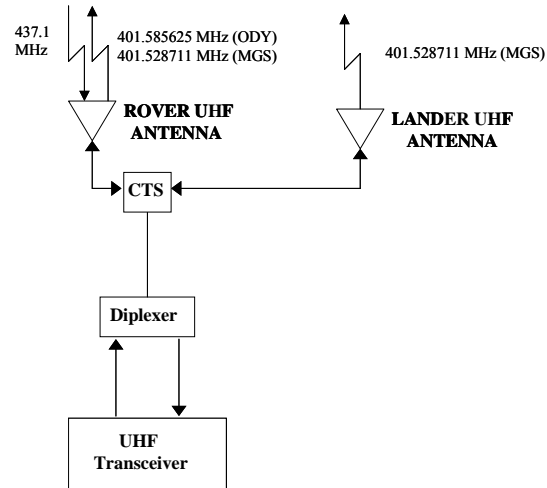 437.1
MHz
401.585625 MHz (ODY)
401.528711 MHz (MGS)
401.528711 MHz (MGS)
ROVER UHF
ANTENNA
LANDER UHF
ANTENNA
CTS
Diplexer
UHF
Transceiver